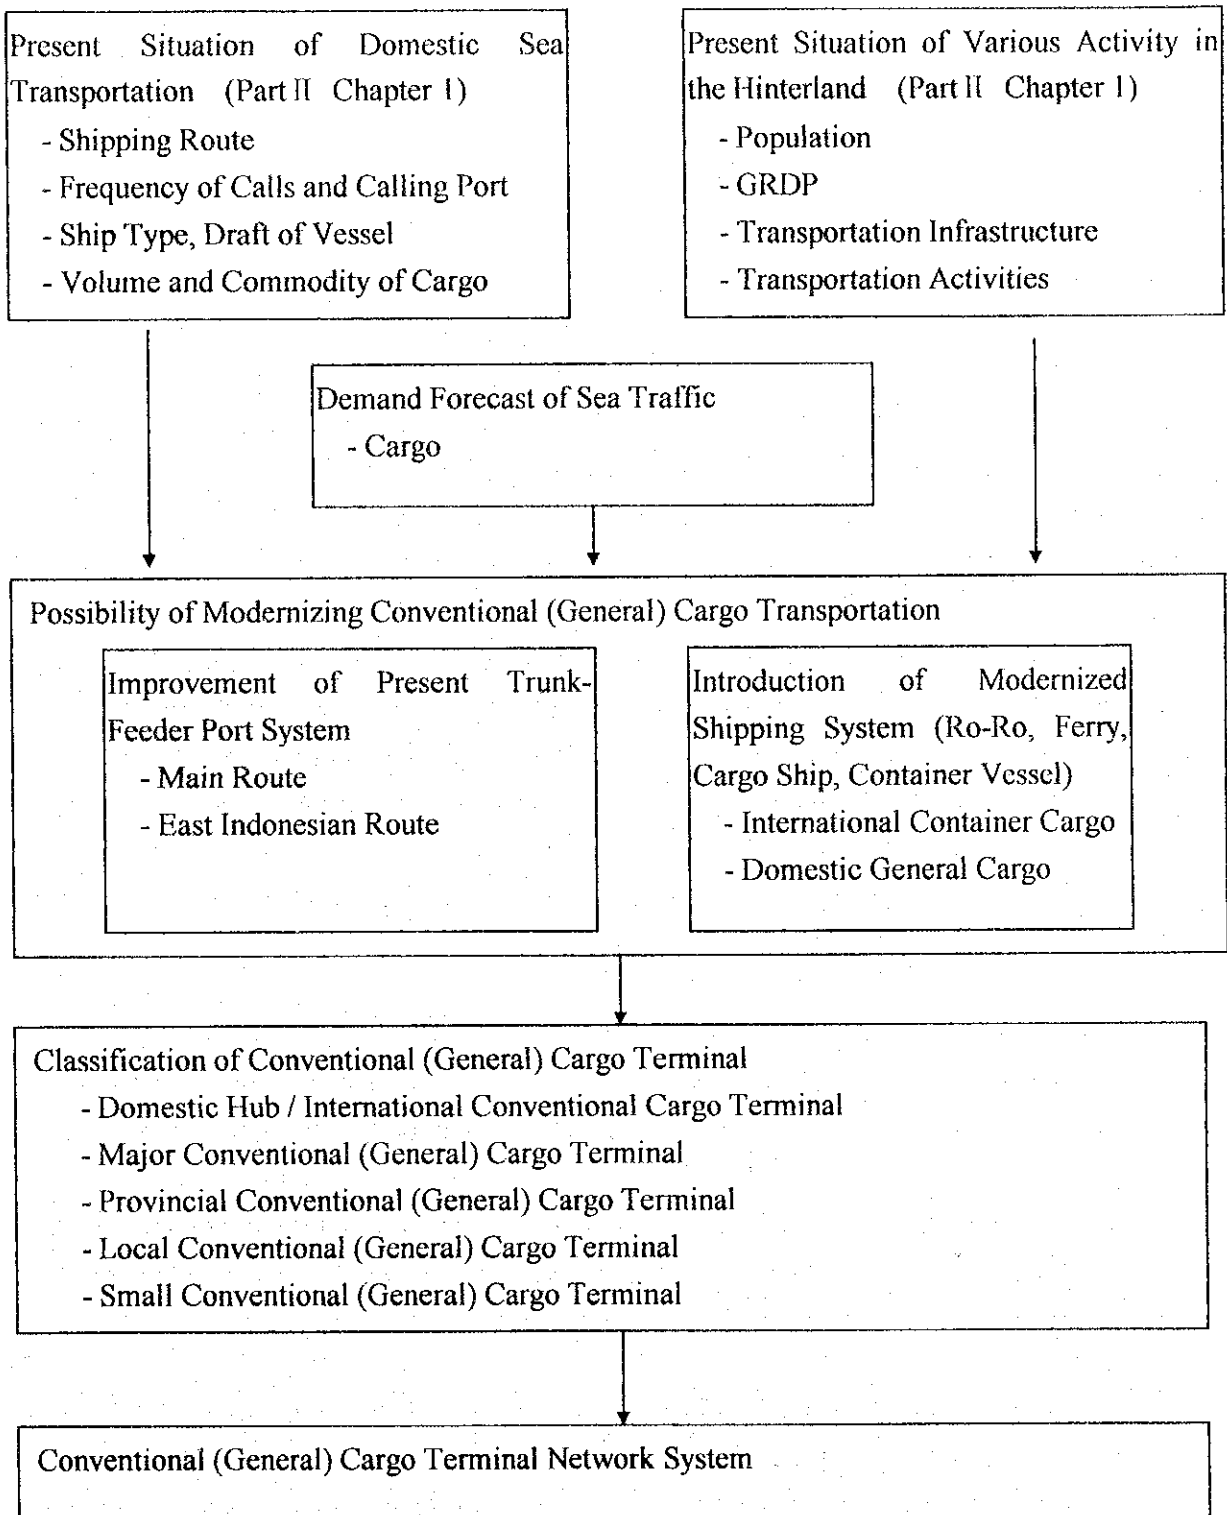 Present Situation of Domestic Sea
Transportation (Part II Chapter 1)
- Shipping Route
- Frequency of Calls and Calling Port
- Ship Type, Draft of Vessel
- Volume and Commodity of Cargo
Present Situation of Various Activity in
the Hinterland (Part II Chapter 1)
- Population
- GRDP
- Transportation Infrastructure
- Transportation Activities
Demand Forecast of Sea Traffic
- Cargo
Possibility of Modernizing Conventional (General) Cargo Transportation
Improvement of Present Trunk-
Feeder Port System
- Main Route
- East Indonesian Route
Introduction of Modernized
Shipping System (Ro-Ro, Ferry,
Cargo Ship, Container Vessel)
- International Container Cargo
- Domestic General Cargo
Classification of Conventional (General) Cargo Terminal
- Domestic Hub / International Conventional Cargo Terminal
- Major Conventional (General) Cargo Terminal
- Provincial Conventional (General) Cargo Terminal
- Local Conventional (General) Cargo Terminal
- Small Conventional (General) Cargo Terminal
Conventional (General) Cargo Terminal Network System